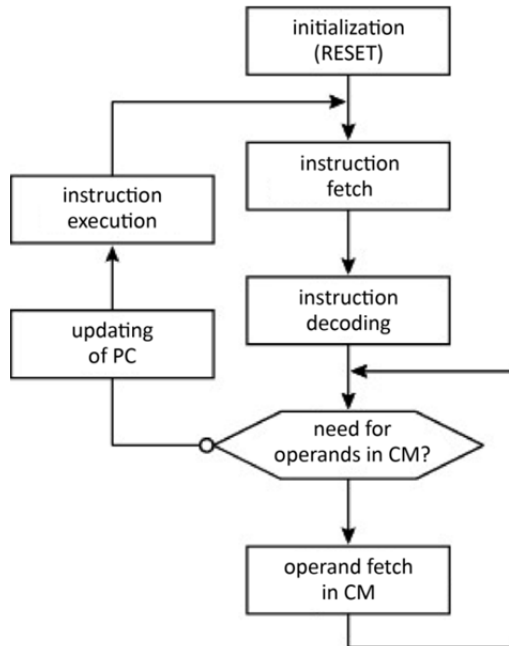 initialization
(RESET)
instruction
fetch
instruction
execution
instruction
decoding
updating
of PC
need for
operands in CM?
operand fetch
in CM